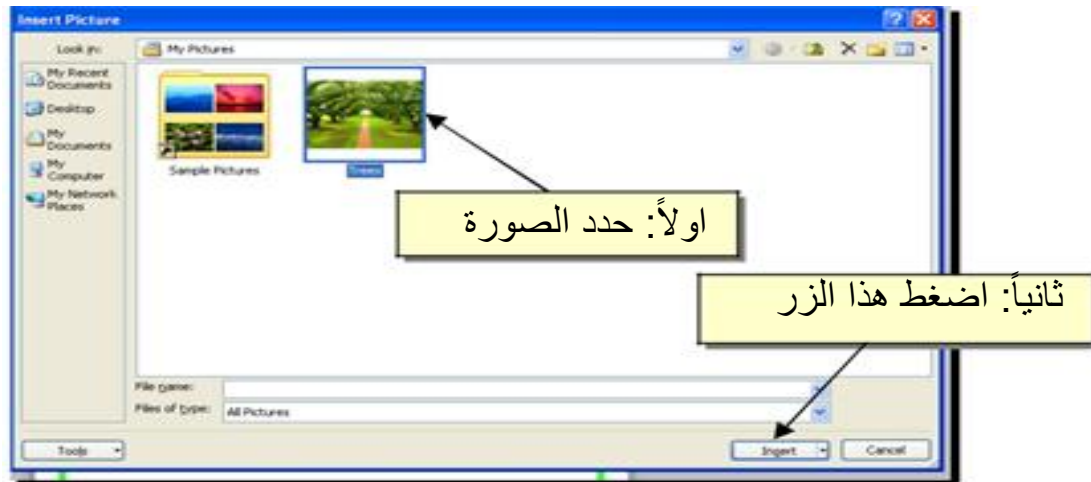 Insert Picture
Look in:
My Pictures
My Recent
Documents
Desktop
My
Documents
My
Computer
My Network
Places
Sample Pictures
Trees
اولاً: حدد الصورة
ثانياً: اضغط هذا الزر
File name:
Files of type:
All Pictures
Tools
Insert
Cancel